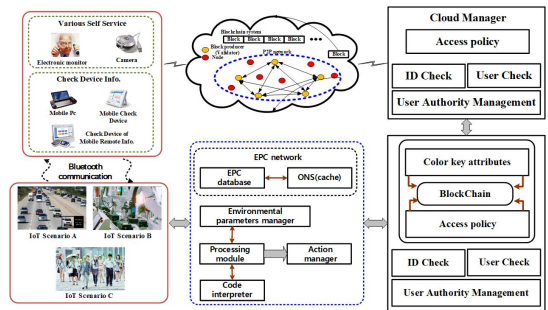 Various Self Service
Electronic monitor
Camera
Check Device Info.
Mobile Pc
Mobile Check
Device
Check Device of
Mobile Remote Info.
Bluetooth
communication
IoT Scenario A
IoT Scenario B
IoT Scenario C
Blockchain system
Block
Block
Block
Block
Block
Block producer
(Validator)
Node
P2P network
EPC network
EPC
database
ONS(cache)
Environmental
parameters manager
Processing
module
Action
manager
Code
interpreter
Cloud Manager
Access policy
ID Check
User Check
User Authority Management
Color key attributes
BlockChain
Access policy
ID Check
User Check
User Authority Management